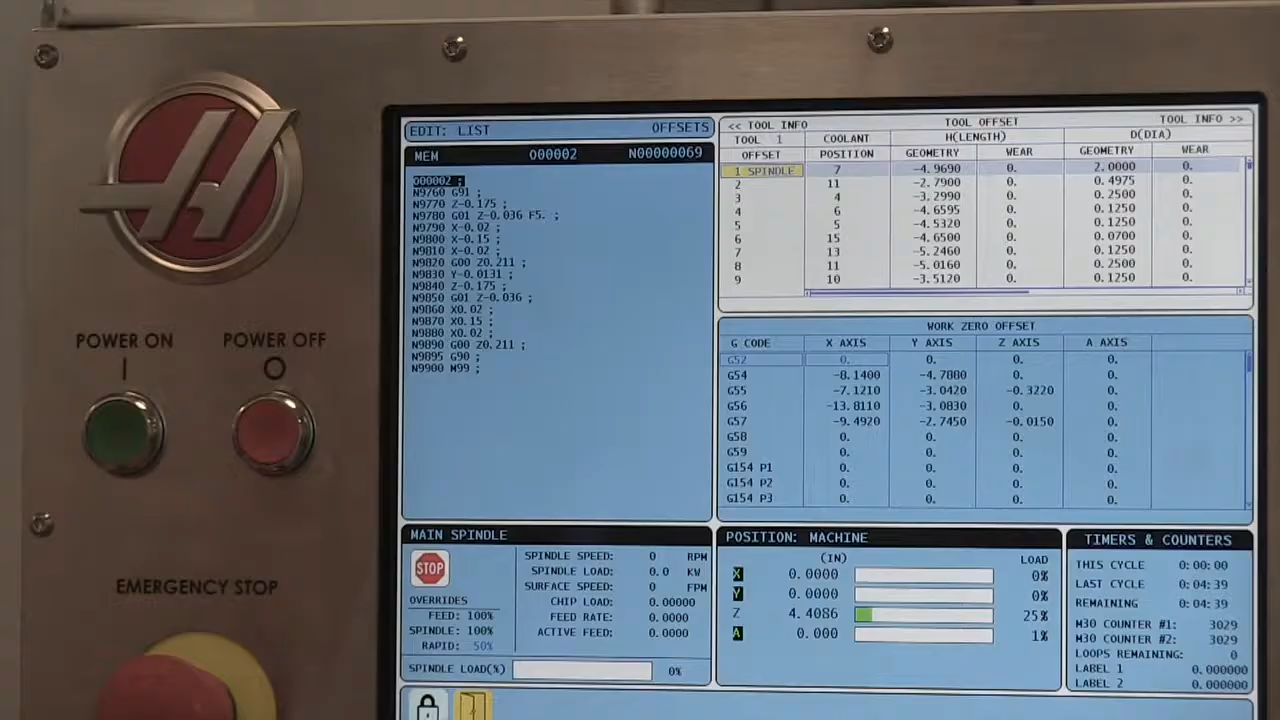 H
POWER ON
POWER OFF
I
O
EMERGENCY STOP
EDIT: LIST OFFSETS
MEM O00002 N00000069
O00002 ;
N9760 G91 ;
N9770 Z-0.175 ;
N9780 G01 Z-0.036 F5. ;
N9790 X-0.02 ;
N9800 X-0.15 ;
N9810 X-0.02 ;
N9820 G00 Z0.211 ;
N9830 Y-0.0131 ;
N9840 Z-0.175 ;
N9850 G01 Z-0.036 ;
N9860 X0.02 ;
N9870 X0.15 ;
N9880 X0.02 ;
N9890 G00 Z0.211 ;
N9895 G90 ;
N9900 M99 ;
<< TOOL INFO TOOL OFFSET TOOL INFO >>
TOOL 1 COOLANT H(LENGTH) D(DIA)
OFFSET POSITION GEOMETRY WEAR GEOMETRY WEAR
1 SPINDLE 7 -4.9690 0. 2.0000 0.
2 11 -2.7900 0. 0.4975 0.
3 4 -3.2990 0. 0.2500 0.
4 6 -4.6595 0. 0.1250 0.
5 5 -4.5320 0. 0.1250 0.
6 15 -4.6500 0. 0.0700 0.
7 13 -5.2460 0. 0.1250 0.
8 11 -5.0160 0. 0.2500 0.
9 10 -3.5120 0. 0.1250 0.
WORK ZERO OFFSET
G CODE X AXIS Y AXIS Z AXIS A AXIS
G52 0. 0. 0. 0.
G54 -8.1400 -4.7880 0. 0.
G55 -7.1210 -3.0420 -0.3220 0.
G56 -13.8110 -3.0830 0. 0.
G57 -9.4920 -2.7450 -0.0150 0.
G58 0. 0. 0. 0.
G59 0. 0. 0. 0.
G154 P1 0. 0. 0. 0.
G154 P2 0. 0. 0. 0.
G154 P3 0. 0. 0. 0.
MAIN SPINDLE
STOP
OVERRIDES
FEED: 100%
SPINDLE: 100%
RAPID: 50%
SPINDLE SPEED: 0 RPM
SPINDLE LOAD: 0.0 KW
SURFACE SPEED: 0 FPM
CHIP LOAD: 0.00000
FEED RATE: 0.0000
ACTIVE FEED: 0.0000
SPINDLE LOAD(%) 0%
POSITION: MACHINE
(IN) LOAD
X 0.0000 0%
Y 0.0000 0%
Z 4.4086 25%
A 0.000 1%
TIMERS & COUNTERS
THIS CYCLE 0:00:00
LAST CYCLE 0:04:39
REMAINING 0:04:39
M30 COUNTER #1: 3029
M30 COUNTER #2: 3029
LOOPS REMAINING: 0
LABEL 1 0.000000
LABEL 2 0.000000